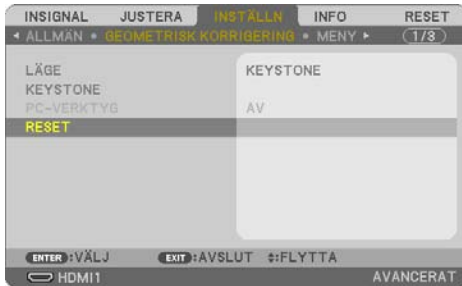 INSIGNAL JUSTERA INSTÄLLN INFO RESET
ALLMÄN • GEOMETRISK KORRIGERING • MENY (1/3)
LÄGE KEYSTONE
KEYSTONE
PC-VERKTYG AV
RESET
ENTER :VÄLJ EXIT :AVSLUT :FLYTTA
HDMI1 AVANCERAT